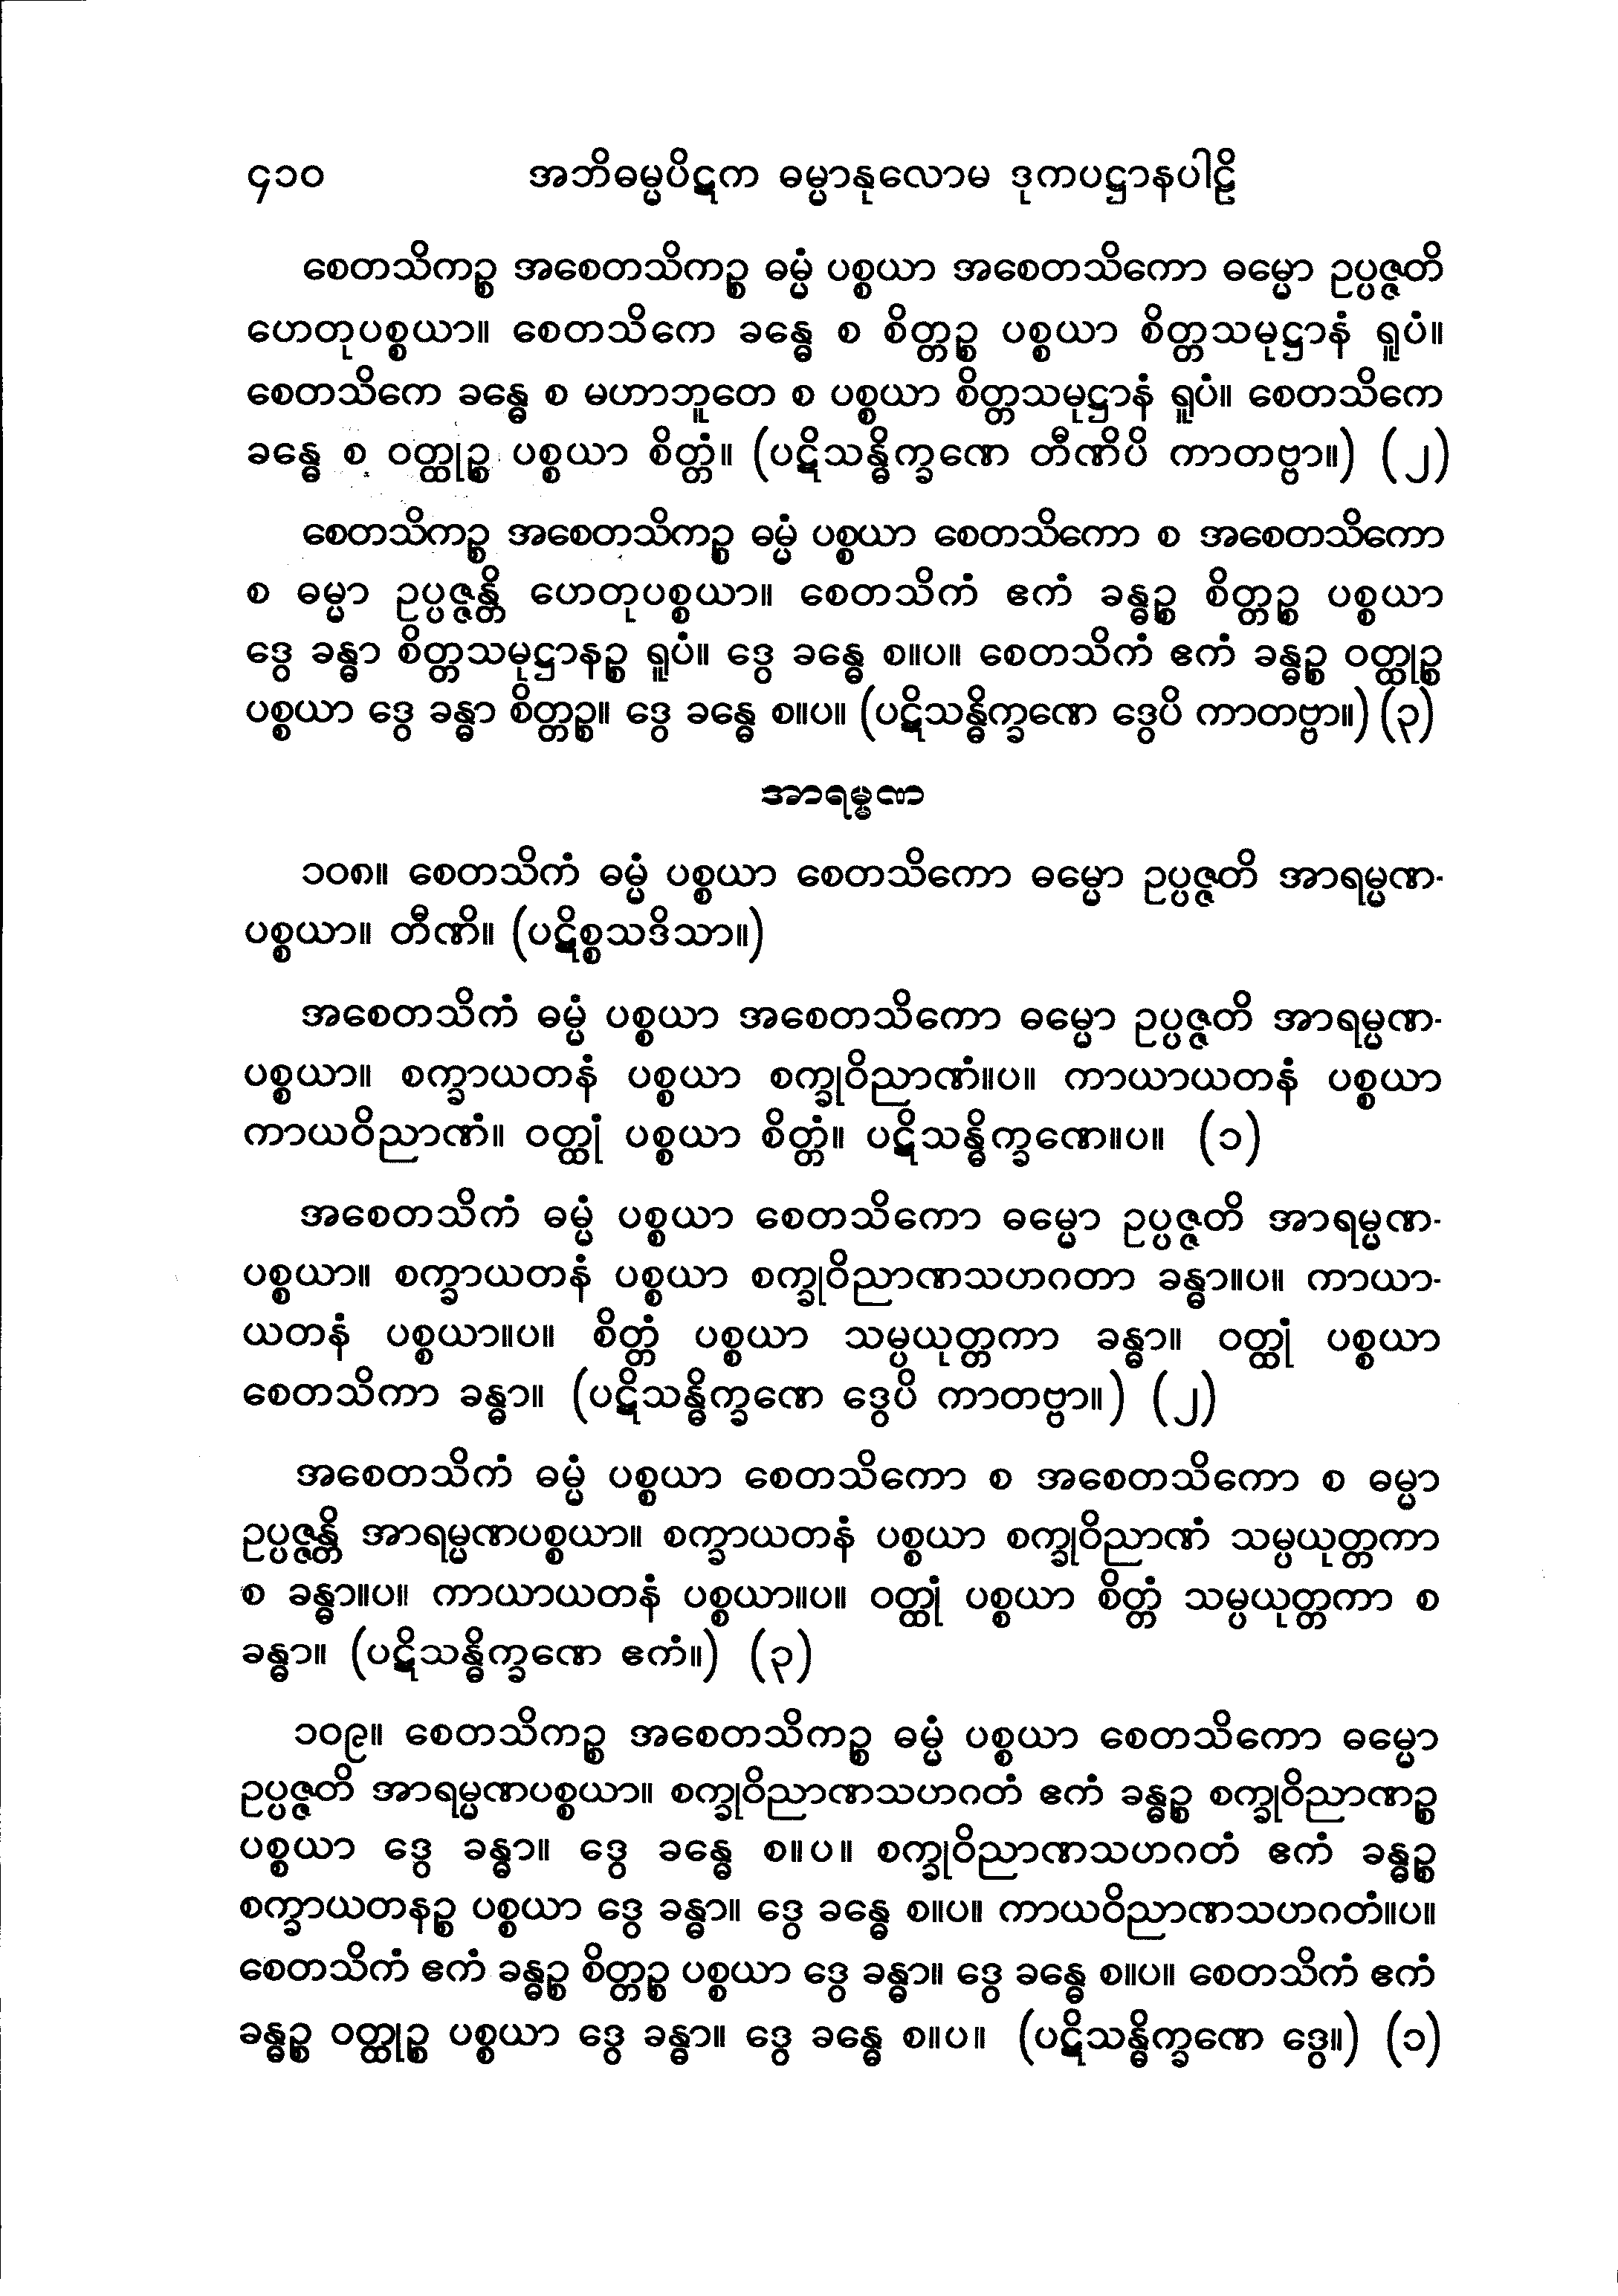 ၄၁၀ အဘိဓမ္မပိဋက ဓမ္မာနုလောမ ဒုကပဋ္ဌာနပါဠိ
စေတသိကဉ္စ အစေတသိကဉ္စ ဓမ္မံ ပစ္စယာ အစေတသိကော ဓမ္မော ဥပ္ပဇ္ဇတိ
ဟေတုပစ္စယာ။ စေတသိကေ ခန္ဓေ စ စိတ္တဉ္စ ပစ္စယာ စိတ္တသမုဋ္ဌာနံ ရူပံ။
စေတသိကေ ခန္ဓေ စ မဟာဘူတေ စ ပစ္စယာ စိတ္တသမုဋ္ဌာနံ ရူပံ။ စေတသိကေ
ခန္ဓေ စ ဝတ္ထုဉ္စ ပစ္စယာ စိတ္တံ။ (ပဋိသန္ဓိက္ခဏေ တီဏိပိ ကာတဗ္ဗာ။) (၂)
စေတသိကဉ္စ အစေတသိကဉ္စ ဓမ္မံ ပစ္စယာ စေတသိကော စ အစေတသိကော
စ ဓမ္မာ ဥပ္ပဇ္ဇန္တိ ဟေတုပစ္စယာ။ စေတသိကံ ဧကံ ခန္ဓဉ္စ စိတ္တဉ္စ ပစ္စယာ
ဒွေ ခန္ဓာ စိတ္တသမုဋ္ဌာနဉ္စ ရူပံ။ ဒွေ ခန္ဓေ စ။ပ။ စေတသိကံ ဧကံ ခန္ဓဉ္စ ဝတ္ထုဉ္စ
ပစ္စယာ ဒွေ ခန္ဓာ စိတ္တဉ္စ။ ဒွေ ခန္ဓေ စ။ပ။ (ပဋိသန္ဓိက္ခဏေ ဒွေပိ ကာတဗ္ဗာ။) (၃)
အာရမ္မဏ
၁၀၈။ စေတသိကံ ဓမ္မံ ပစ္စယာ စေတသိကော ဓမ္မော ဥပ္ပဇ္ဇတိ အာရမ္မဏ-
ပစ္စယာ။ တီဏိ။ (ပဋိစ္စသဒိသာ။)
အစေတသိကံ ဓမ္မံ ပစ္စယာ အစေတသိကော ဓမ္မော ဥပ္ပဇ္ဇတိ အာရမ္မဏ-
ပစ္စယာ။ စက္ခာယတနံ ပစ္စယာ စက္ခုဝိညာဏံ။ပ။ ကာယာယတနံ ပစ္စယာ
ကာယဝိညာဏံ။ ဝတ္ထုံ ပစ္စယာ စိတ္တံ။ ပဋိသန္ဓိက္ခဏေ။ပ။ (၁)
အစေတသိကံ ဓမ္မံ ပစ္စယာ စေတသိကော ဓမ္မော ဥပ္ပဇ္ဇတိ အာရမ္မဏ-
ပစ္စယာ။ စက္ခာယတနံ ပစ္စယာ စက္ခုဝိညာဏသဟဂတာ ခန္ဓာ။ပ။ ကာယာ-
ယတနံ ပစ္စယာ။ပ။ စိတ္တံ ပစ္စယာ သမ္ပယုတ္တကာ ခန္ဓာ။ ဝတ္ထုံ ပစ္စယာ
စေတသိကာ ခန္ဓာ။ (ပဋိသန္ဓိက္ခဏေ ဒွေပိ ကာတဗ္ဗာ။) (၂)
အစေတသိကံ ဓမ္မံ ပစ္စယာ စေတသိကော စ အစေတသိကော စ ဓမ္မာ
ဥပ္ပဇ္ဇန္တိ အာရမ္မဏပစ္စယာ။ စက္ခာယတနံ ပစ္စယာ စက္ခုဝိညာဏံ သမ္ပယုတ္တကာ
စ ခန္ဓာ။ပ။ ကာယာယတနံ ပစ္စယာ။ပ။ ဝတ္ထုံ ပစ္စယာ စိတ္တံ သမ္ပယုတ္တကာ စ
ခန္ဓာ။ (ပဋိသန္ဓိက္ခဏေ ဧကံ။) (၃)
၁၀၉။ စေတသိကဉ္စ အစေတသိကဉ္စ ဓမ္မံ ပစ္စယာ စေတသိကော ဓမ္မော
ဥပ္ပဇ္ဇတိ အာရမ္မဏပစ္စယာ။ စက္ခုဝိညာဏသဟဂတံ ဧကံ ခန္ဓဉ္စ စက္ခုဝိညာဏဉ္စ
ပစ္စယာ ဒွေ ခန္ဓာ။ ဒွေ ခန္ဓေ စ။ပ။ စက္ခုဝိညာဏသဟဂတံ ဧကံ ခန္ဓဉ္စ
စက္ခာယတနဉ္စ ပစ္စယာ ဒွေ ခန္ဓာ။ ဒွေ ခန္ဓေ စ။ပ။ ကာယဝိညာဏသဟဂတံ။ပ။
စေတသိကံ ဧကံ ခန္ဓဉ္စ စိတ္တဉ္စ ပစ္စယာ ဒွေ ခန္ဓာ။ ဒွေ ခန္ဓေ စ။ပ။ စေတသိကံ ဧကံ
ခန္ဓဉ္စ ဝတ္ထုဉ္စ ပစ္စယာ ဒွေ ခန္ဓာ။ ဒွေ ခန္ဓေ စ။ပ။ (ပဋိသန္ဓိက္ခဏေ ဒွေ။) (၁)